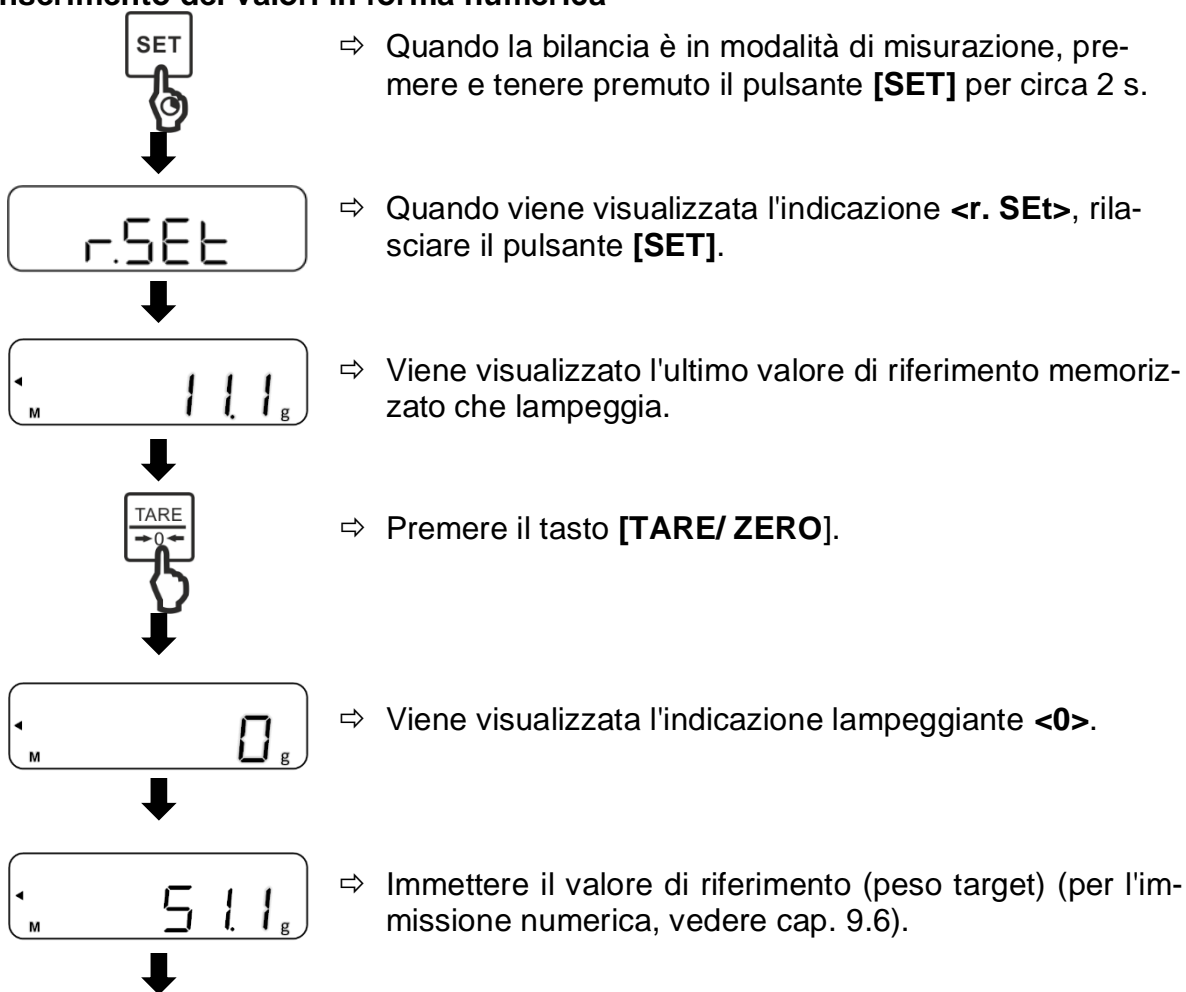 Inserimento dei valori in forma numerica
SET
⇨ Quando la bilancia è in modalità di misurazione, pre-
mere e tenere premuto il pulsante [SET] per circa 2 s.
r.SEt
⇨ Quando viene visualizzata l'indicazione <r. SEt>, rila-
sciare il pulsante [SET].
M 11.1 g
⇨ Viene visualizzato l'ultimo valore di riferimento memoriz-
zato che lampeggia.
TARE
→0←
⇨ Premere il tasto [TARE/ ZERO].
M 0 g
⇨ Viene visualizzata l'indicazione lampeggiante <0>.
M 51.1 g
⇨ Immettere il valore di riferimento (peso target) (per l'im-
missione numerica, vedere cap. 9.6).